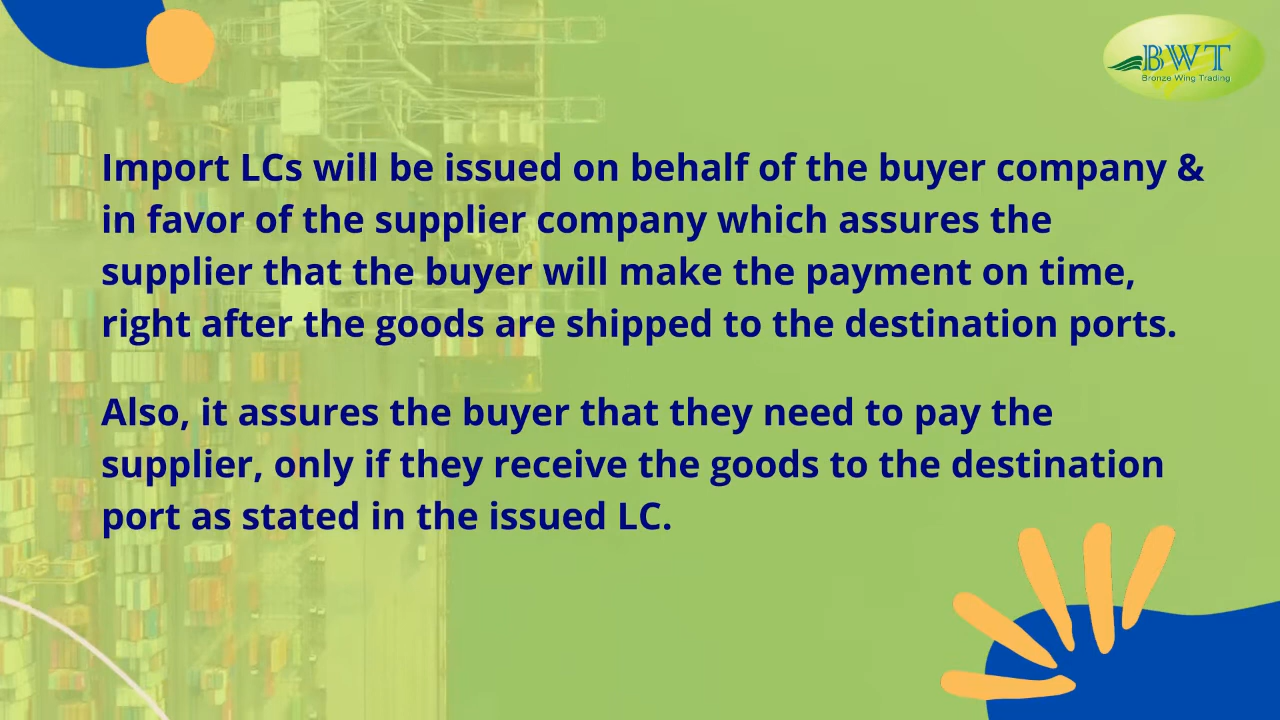 BWT
Bronze Wing Trading
Import LCs will be issued on behalf of the buyer company &
in favor of the supplier company which assures the
supplier that the buyer will make the payment on time,
right after the goods are shipped to the destination ports.
Also, it assures the buyer that they need to pay the
supplier, only if they receive the goods to the destination
port as stated in the issued LC.